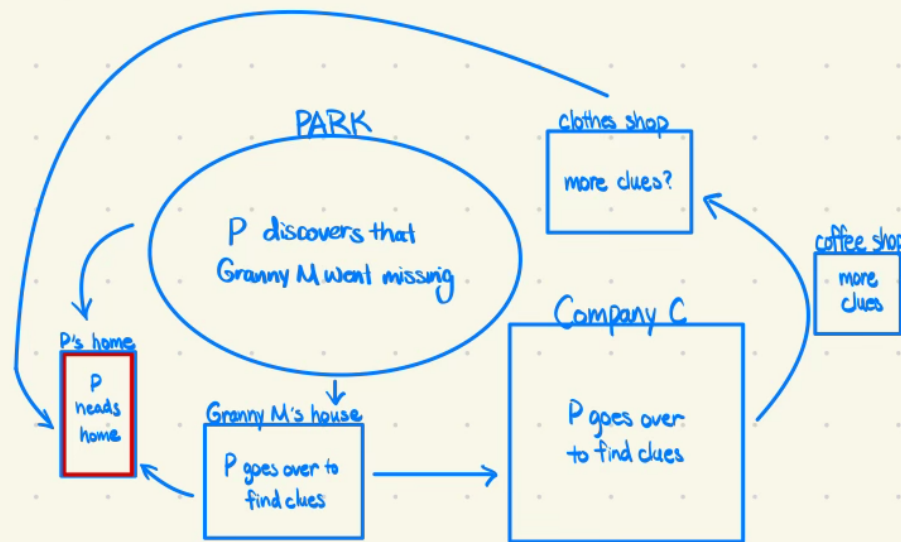 PARK
P discovers that
Granny M went missing
clothes shop
more clues?
coffee shop
more
clues
Company C
P goes over
to find clues
P's home
P
heads
home
Granny M's house
P goes over to
find clues